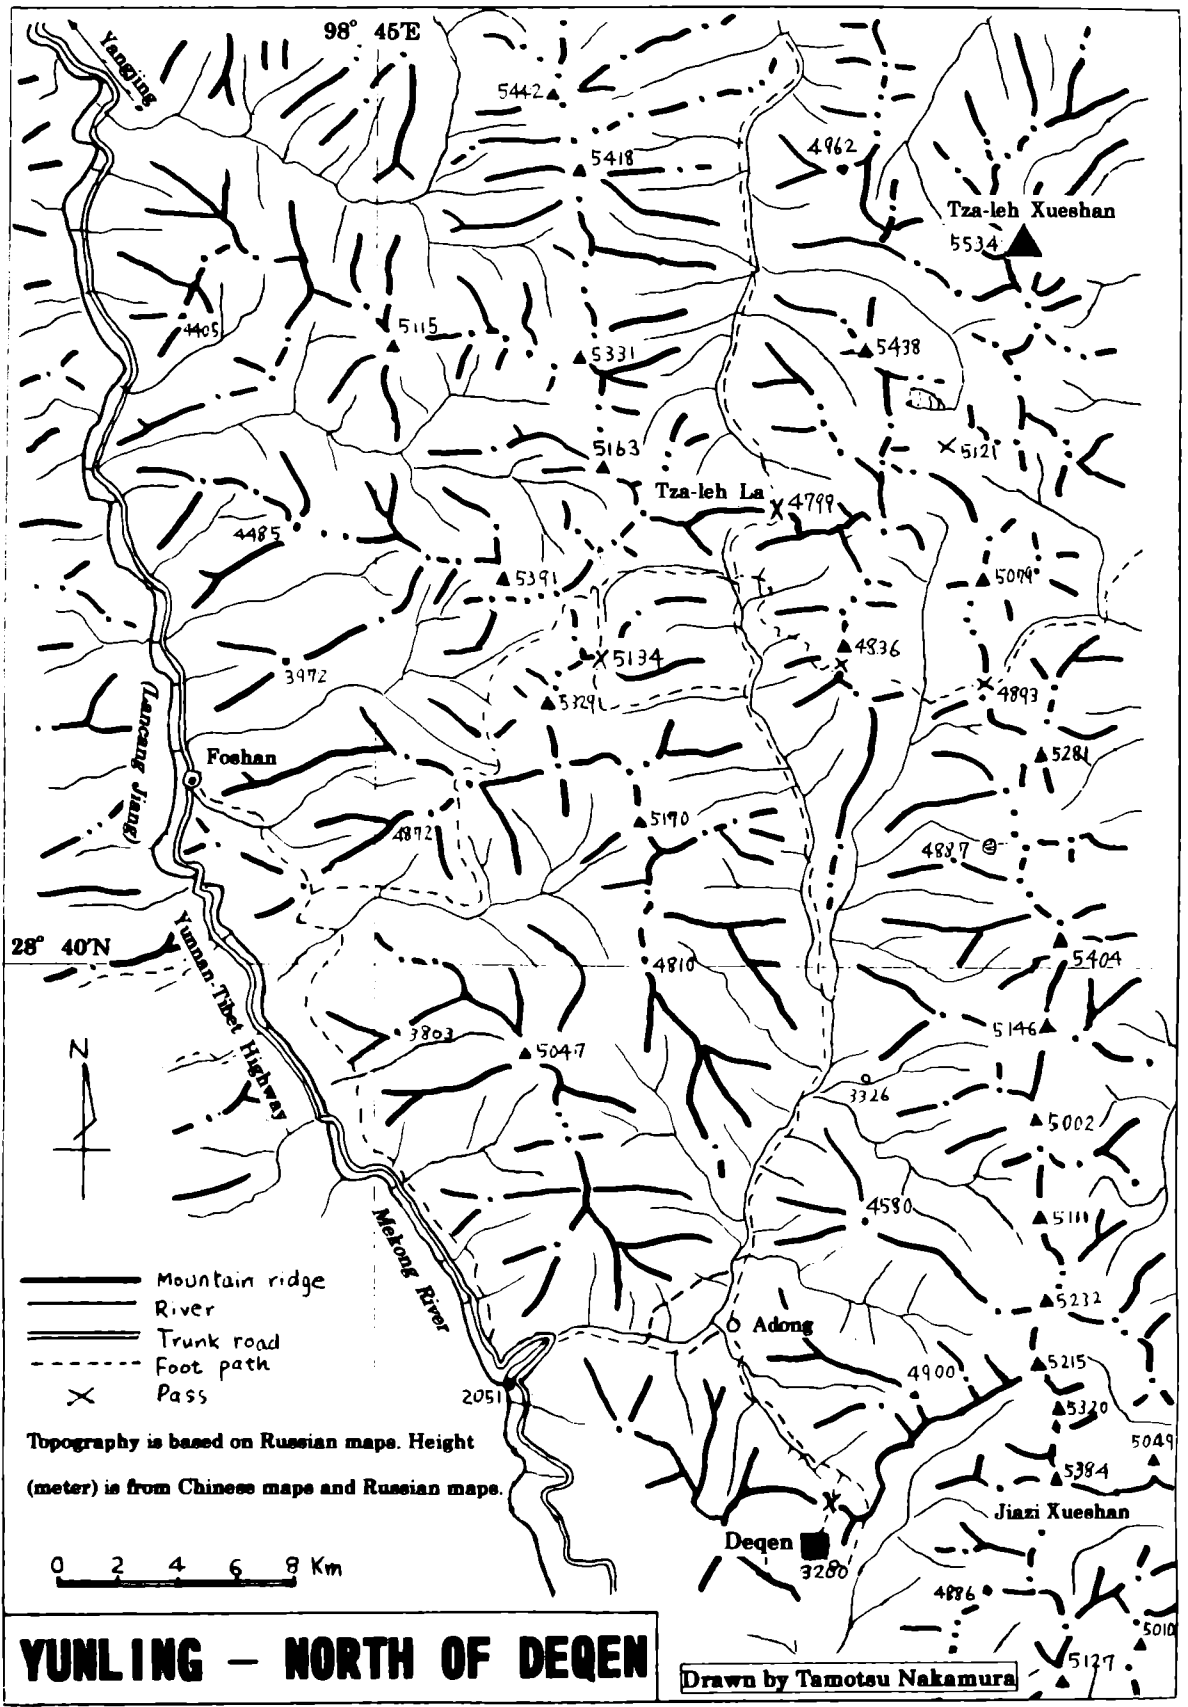 98° 45'E
Yangjing
5442
5418
4962
Tza-leh Xueshan
5534
4405
5115
5331
5438
5121
5163
Tza-leh La
4799
4485
5391
5079
5134
4836
3972
5329
4893
(Lancang Jiang)
Foshan
5281
4872
5170
4887
28° 40'N
Yunnan-Tibet Highway
4810
5404
N
3803
5047
5146
3326
5002
4580
5111
Mekong River
Mountain ridge
River
Trunk road
Foot path
Pass
5232
Adong
5215
4900
2051
5320
5049
5384
Topography is based on Russian maps. Height
(meter) is from Chinese maps and Russian maps.
Jiazi Xueshan
Deqen
3280
0 2 4 6 8 Km
4886
5010
5127
YUNLING – NORTH OF DEQEN
Drawn by Tamotsu Nakamura